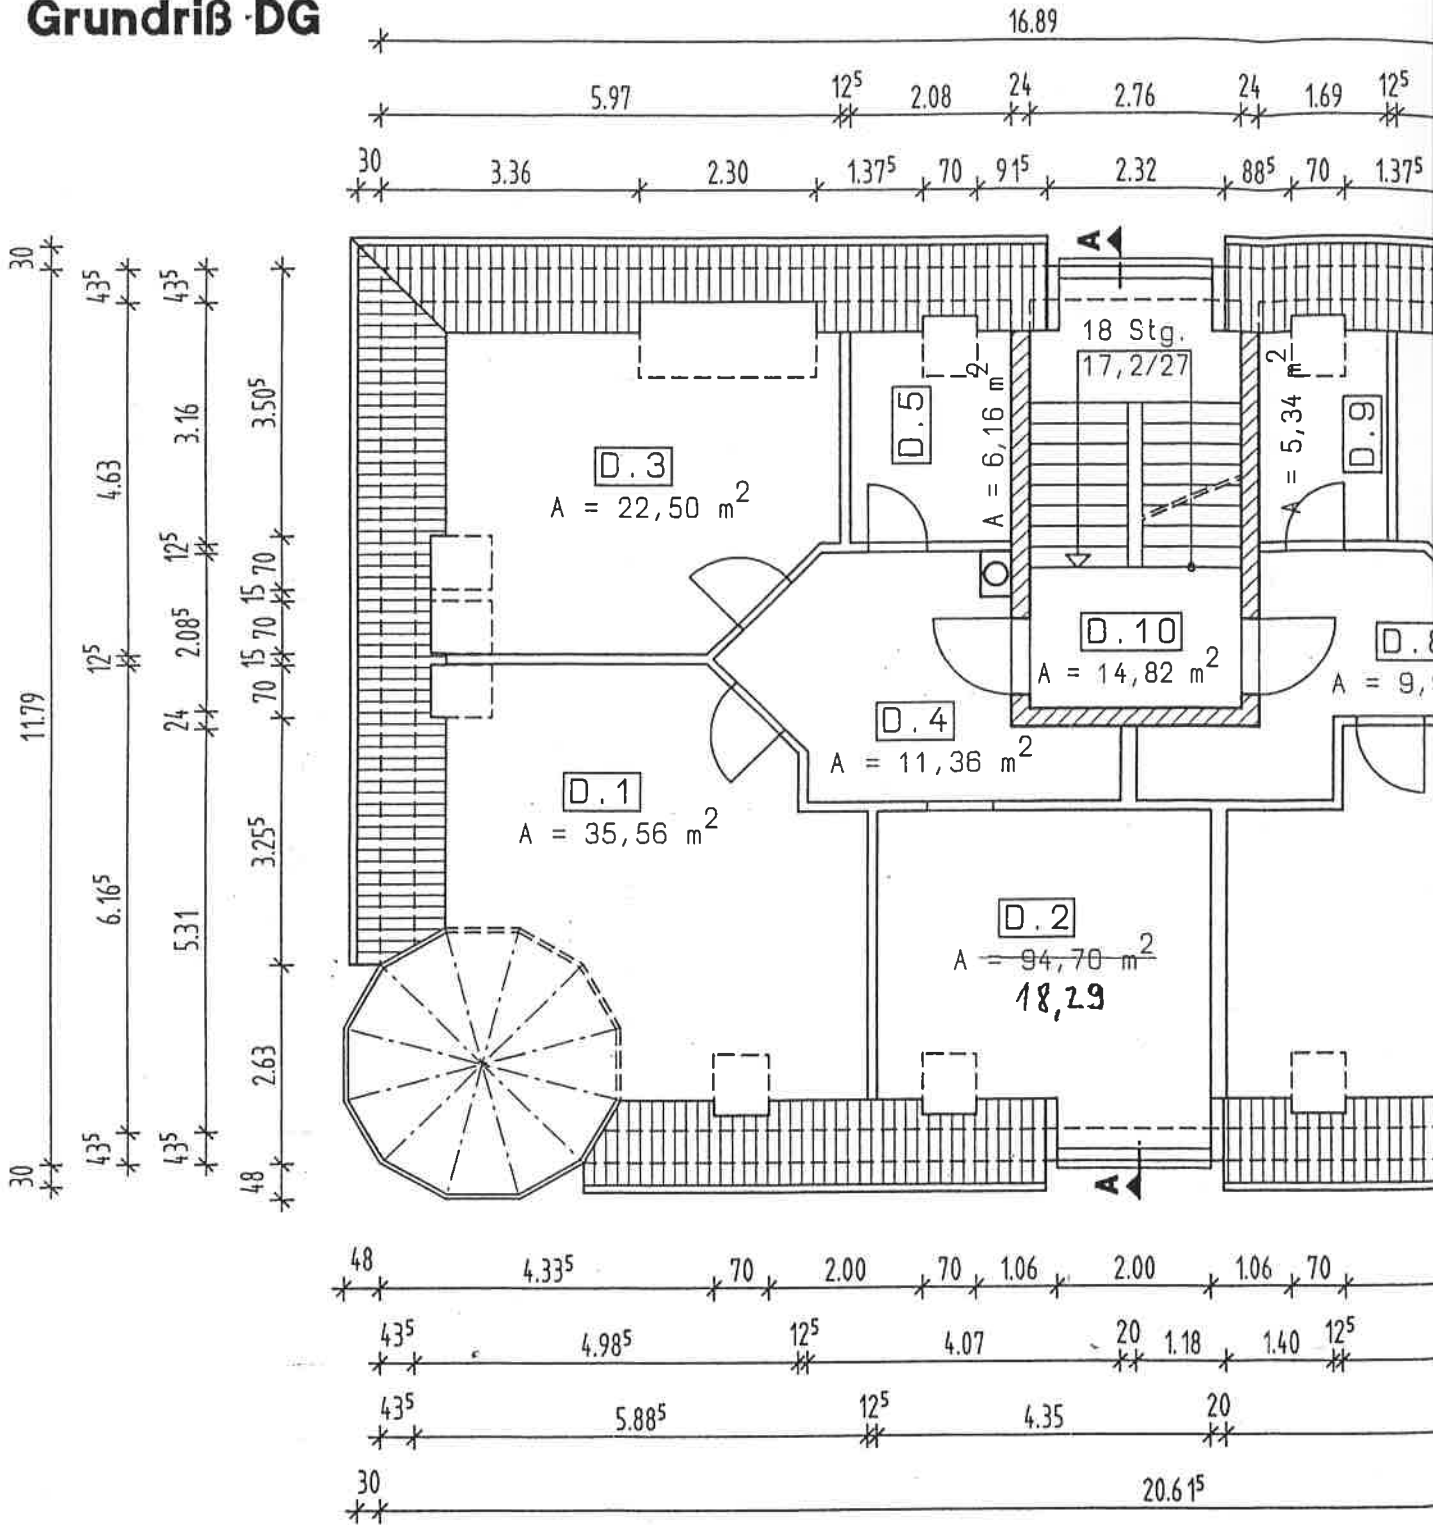 Grundriß DG
16.89
5.97 12⁵ 2.08 24 2.76 24 1.69 12⁵
30 3.36 2.30 1.37⁵ 70 91⁵ 2.32 88⁵ 70 1.37⁵
A
18 Stg.
17,2/27
D.3
A = 22,50 m²
D.5
A = 6,16 m²
A = 5,34 m²
D.9
D.10
A = 14,82 m²
D.8
A = 9,
D.4
A = 11,36 m²
D.1
A = 35,56 m²
D.2
A = 94,70 m²
18,29
A
30 11.79 30
43⁵ 4.63 12⁵ 6.16⁵ 43⁵
43⁵ 3.16 12⁵ 2.08⁵ 24 5.31 43⁵
3.50⁵ 70 15 70 15 70 3.25⁵ 2.63 48
48 4.33⁵ 70 2.00 70 1.06 2.00 1.06 70
43⁵ 4.98⁵ 12⁵ 4.07 20 1.18 1.40 12⁵
43⁵ 5.88⁵ 12⁵ 4.35 20
30 20.61⁵